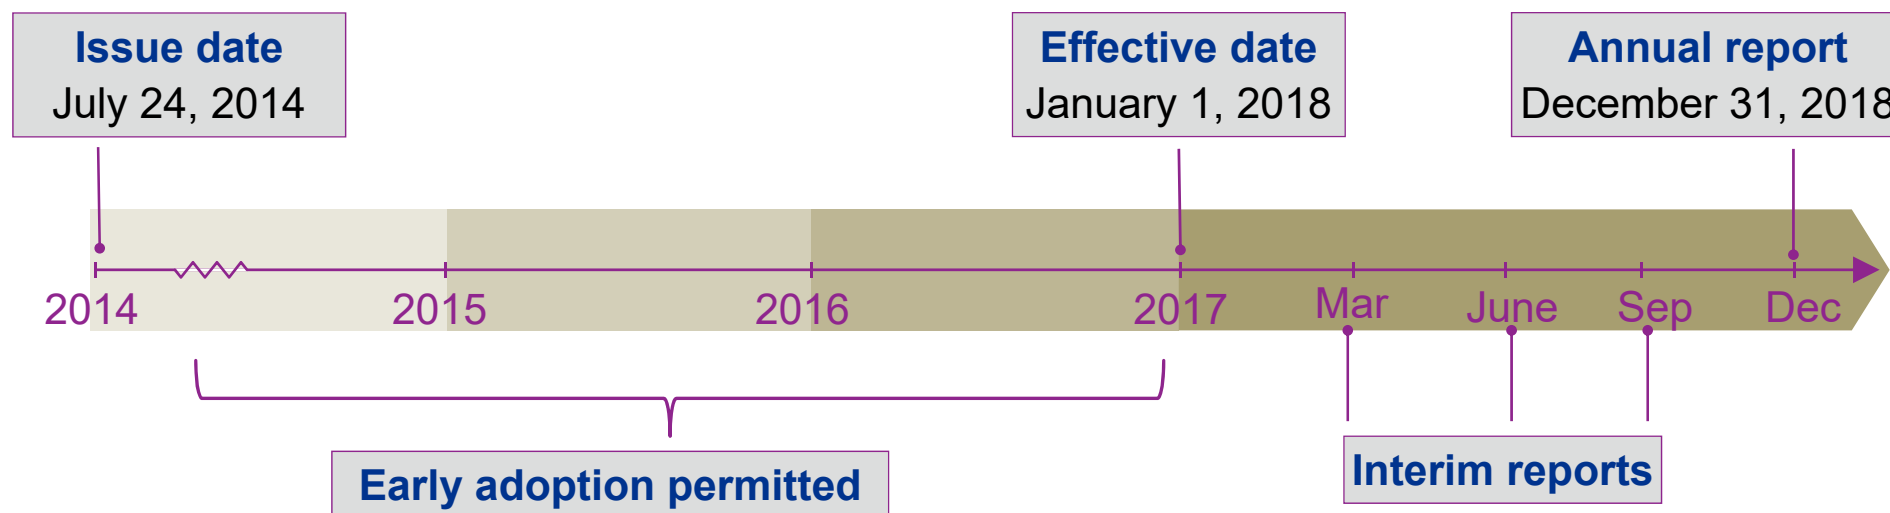 Issue date
July 24, 2014
Effective date
January 1, 2018
Annual report
December 31, 2018
2014
2015
2016
2017
Mar
June
Sep
Dec
Early adoption permitted
Interim reports